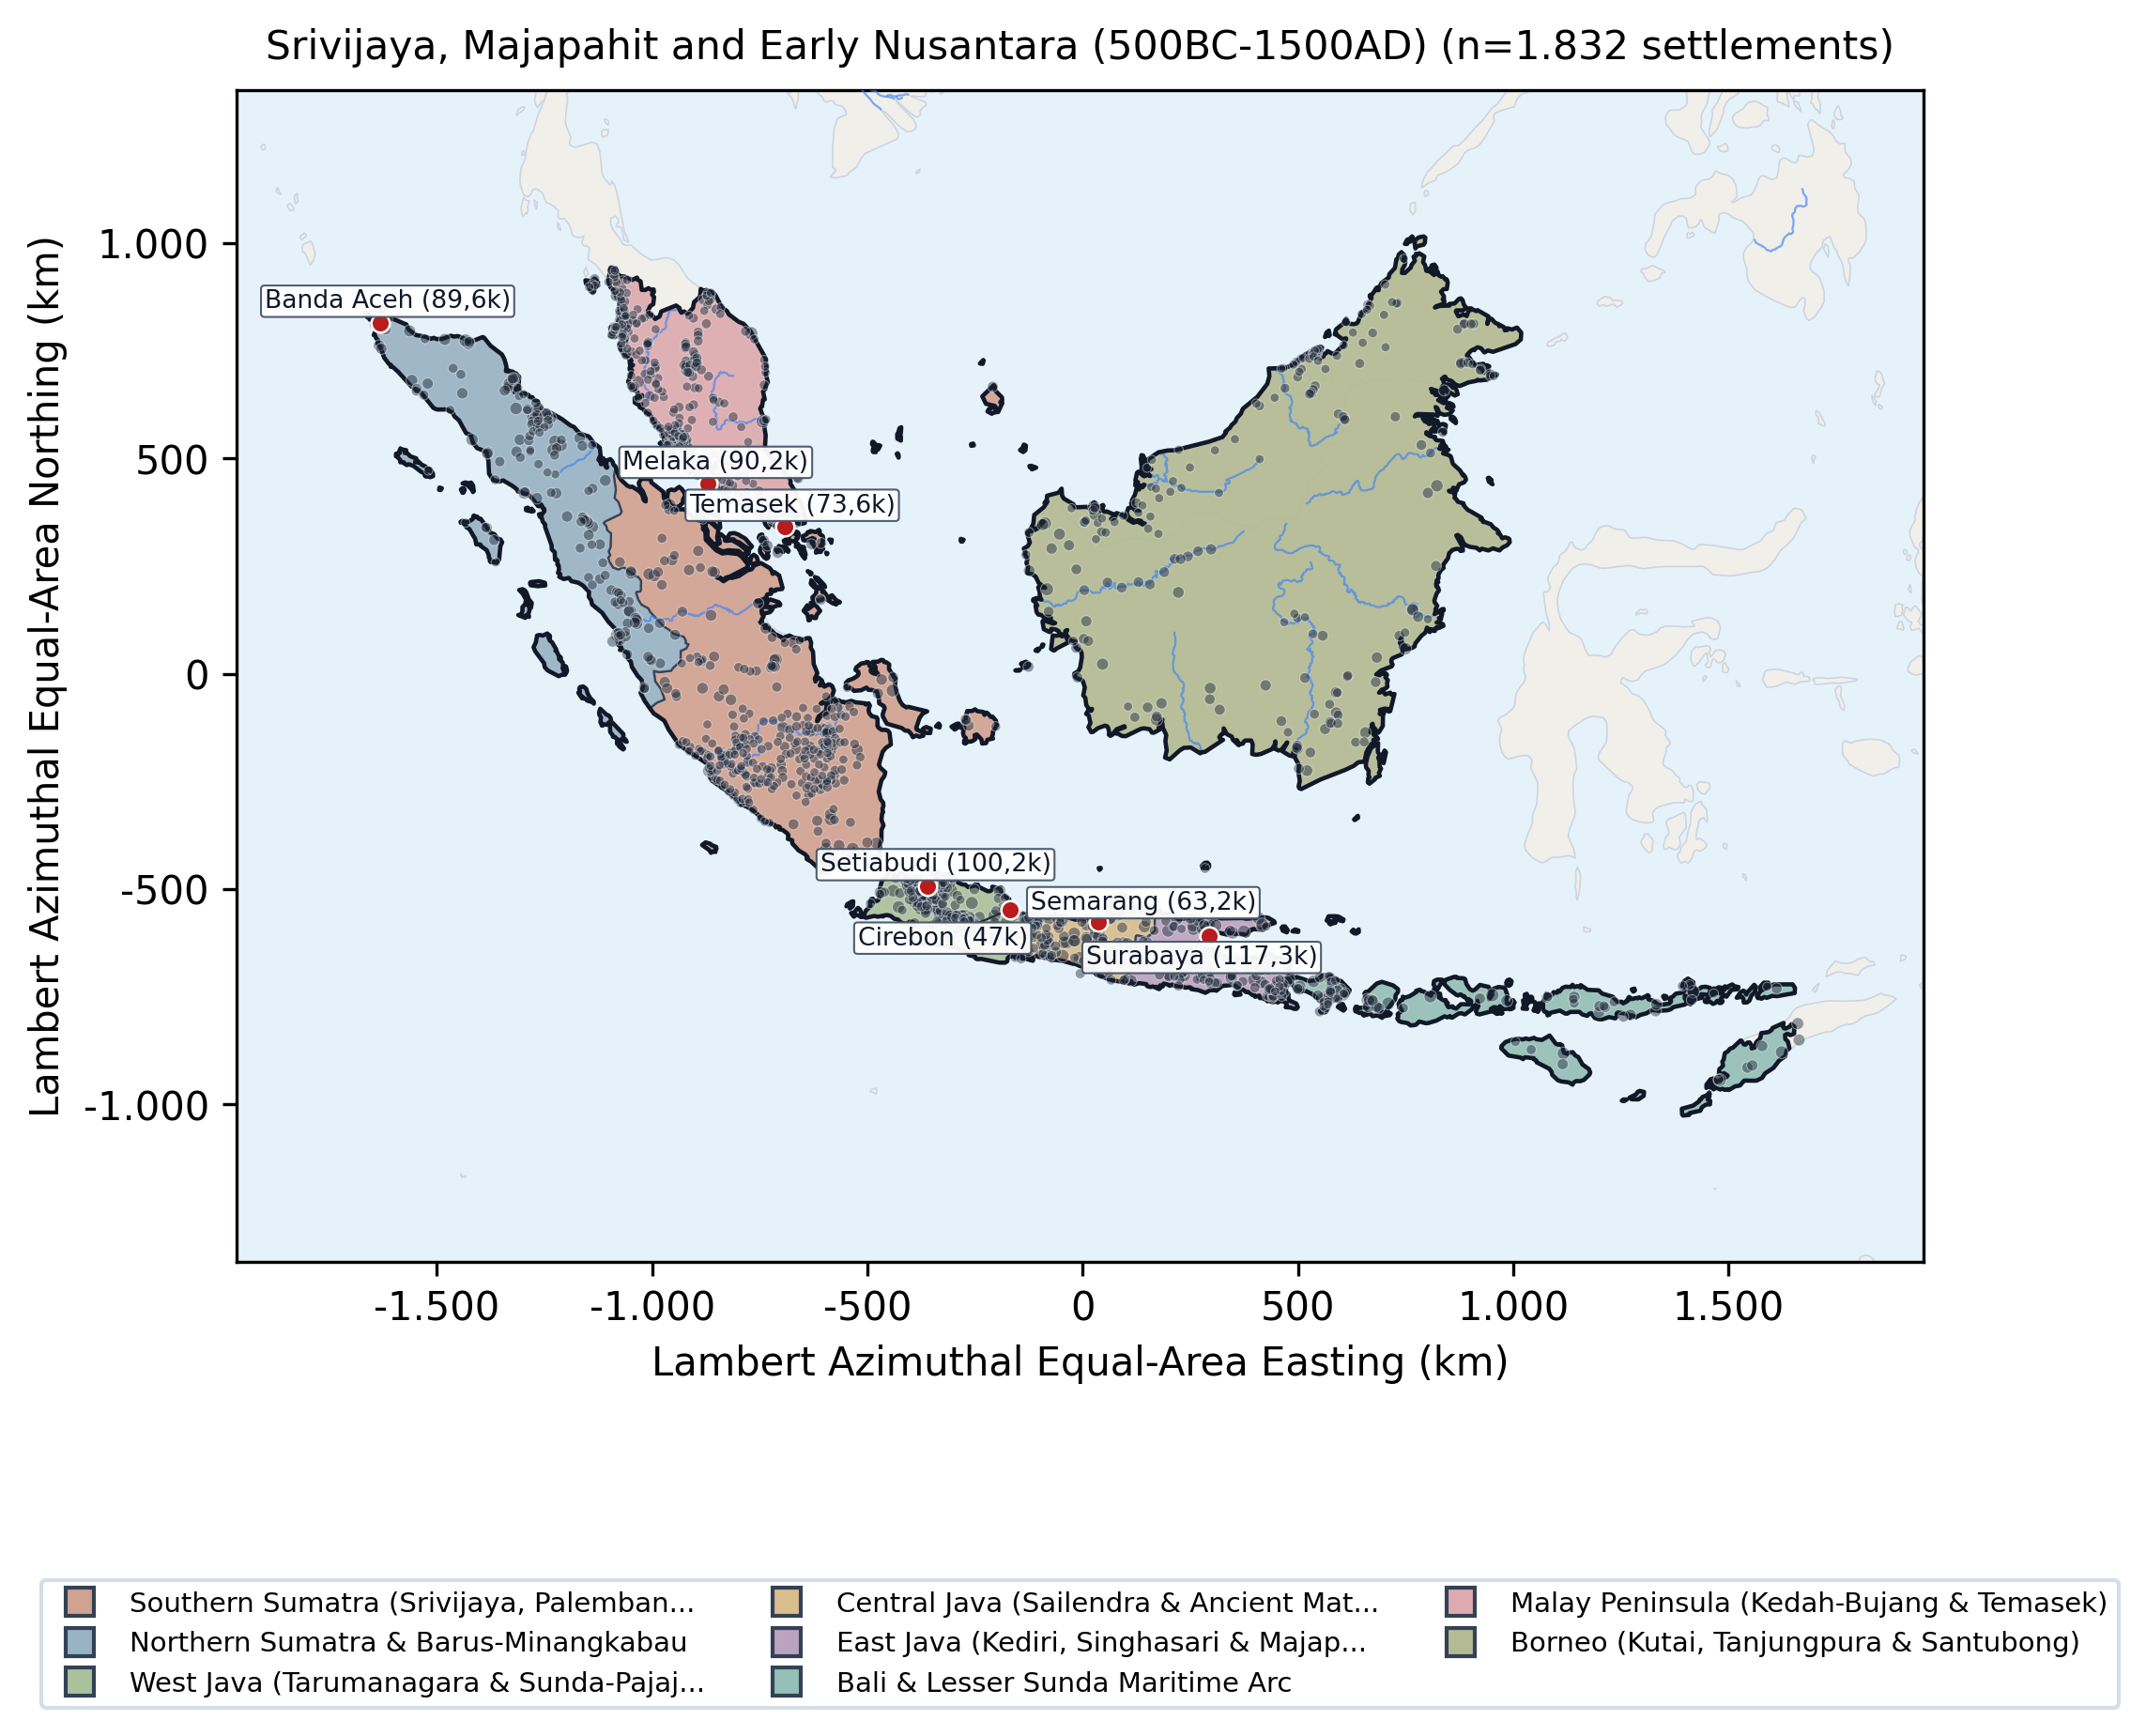 Srivijaya, Majapahit and Early Nusantara (500BC-1500AD) (n=1.832 settlements)
Lambert Azimuthal Equal-Area Northing (km)
1.000
500
0
-500
-1.000
Banda Aceh (89,6k)
Melaka (90,2k)
Temasek (73,6k)
Setiabudi (100,2k)
Semarang (63,2k)
Cirebon (47k)
Surabaya (117,3k)
-1.500
-1.000
-500
0
500
1.000
1.500
Lambert Azimuthal Equal-Area Easting (km)
Southern Sumatra (Srivijaya, Palemban...
Northern Sumatra & Barus-Minangkabau
West Java (Tarumanagara & Sunda-Pajaj...
Central Java (Sailendra & Ancient Mat...
East Java (Kediri, Singhasari & Majap...
Bali & Lesser Sunda Maritime Arc
Malay Peninsula (Kedah-Bujang & Temasek)
Borneo (Kutai, Tanjungpura & Santubong)